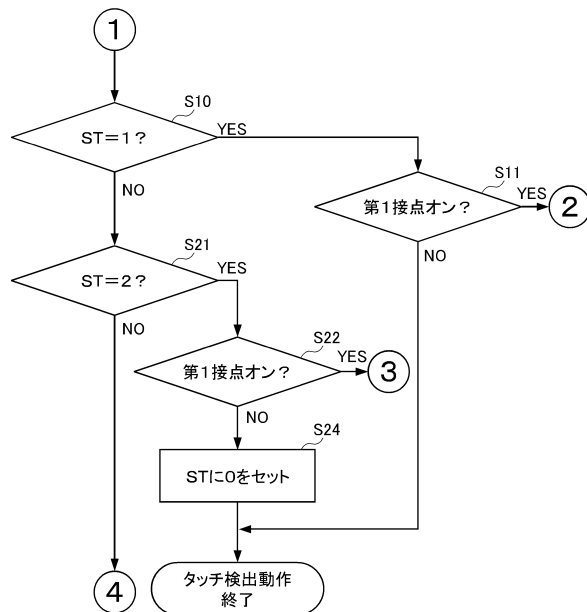 1
S10
ST=1?
YES
NO
S11
第1接点オン?
YES
2
NO
S21
ST=2?
YES
NO
S22
第1接点オン?
YES
3
NO
S24
STに0をセット
タッチ検出動作
終了
4